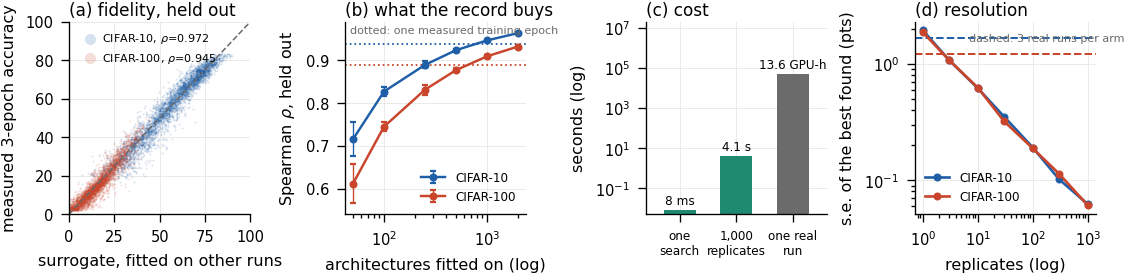 (a) fidelity, held out
measured 3-epoch accuracy
100
80
60
40
20
0
CIFAR-10, ρ=0.972
CIFAR-100, ρ=0.945
0 25 50 75 100
surrogate, fitted on other runs
(b) what the record buys
dotted: one measured training epoch
Spearman ρ, held out
0.9
0.8
0.7
0.6
CIFAR-10
CIFAR-100
10² 10³
architectures fitted on (log)
(c) cost
seconds (log)
10⁷
10⁵
10³
10¹
10⁻¹
13.6 GPU-h
4.1 s
8 ms
one search
1,000 replicates
one real run
(d) resolution
dashed: 3 real runs per arm
s.e. of the best found (pts)
10⁰
10⁻¹
CIFAR-10
CIFAR-100
10⁰ 10¹ 10² 10³
replicates (log)